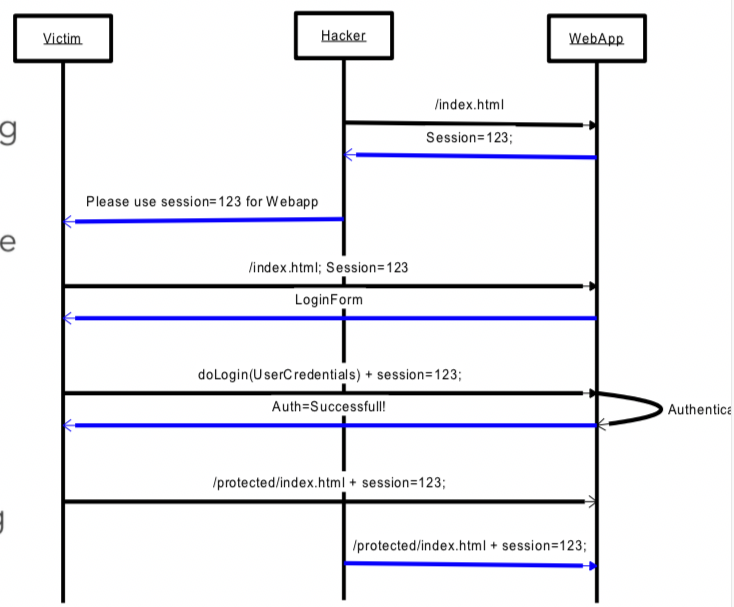 Victim
Hacker
WebApp
/index.html
g
Session=123;
Please use session=123 for Webapp
e
/index.html; Session=123
LoginForm
doLogin(UserCredentials) + session=123;
Auth=Successfull!
Authentica
/protected/index.html + session=123;
g
/protected/index.html + session=123;